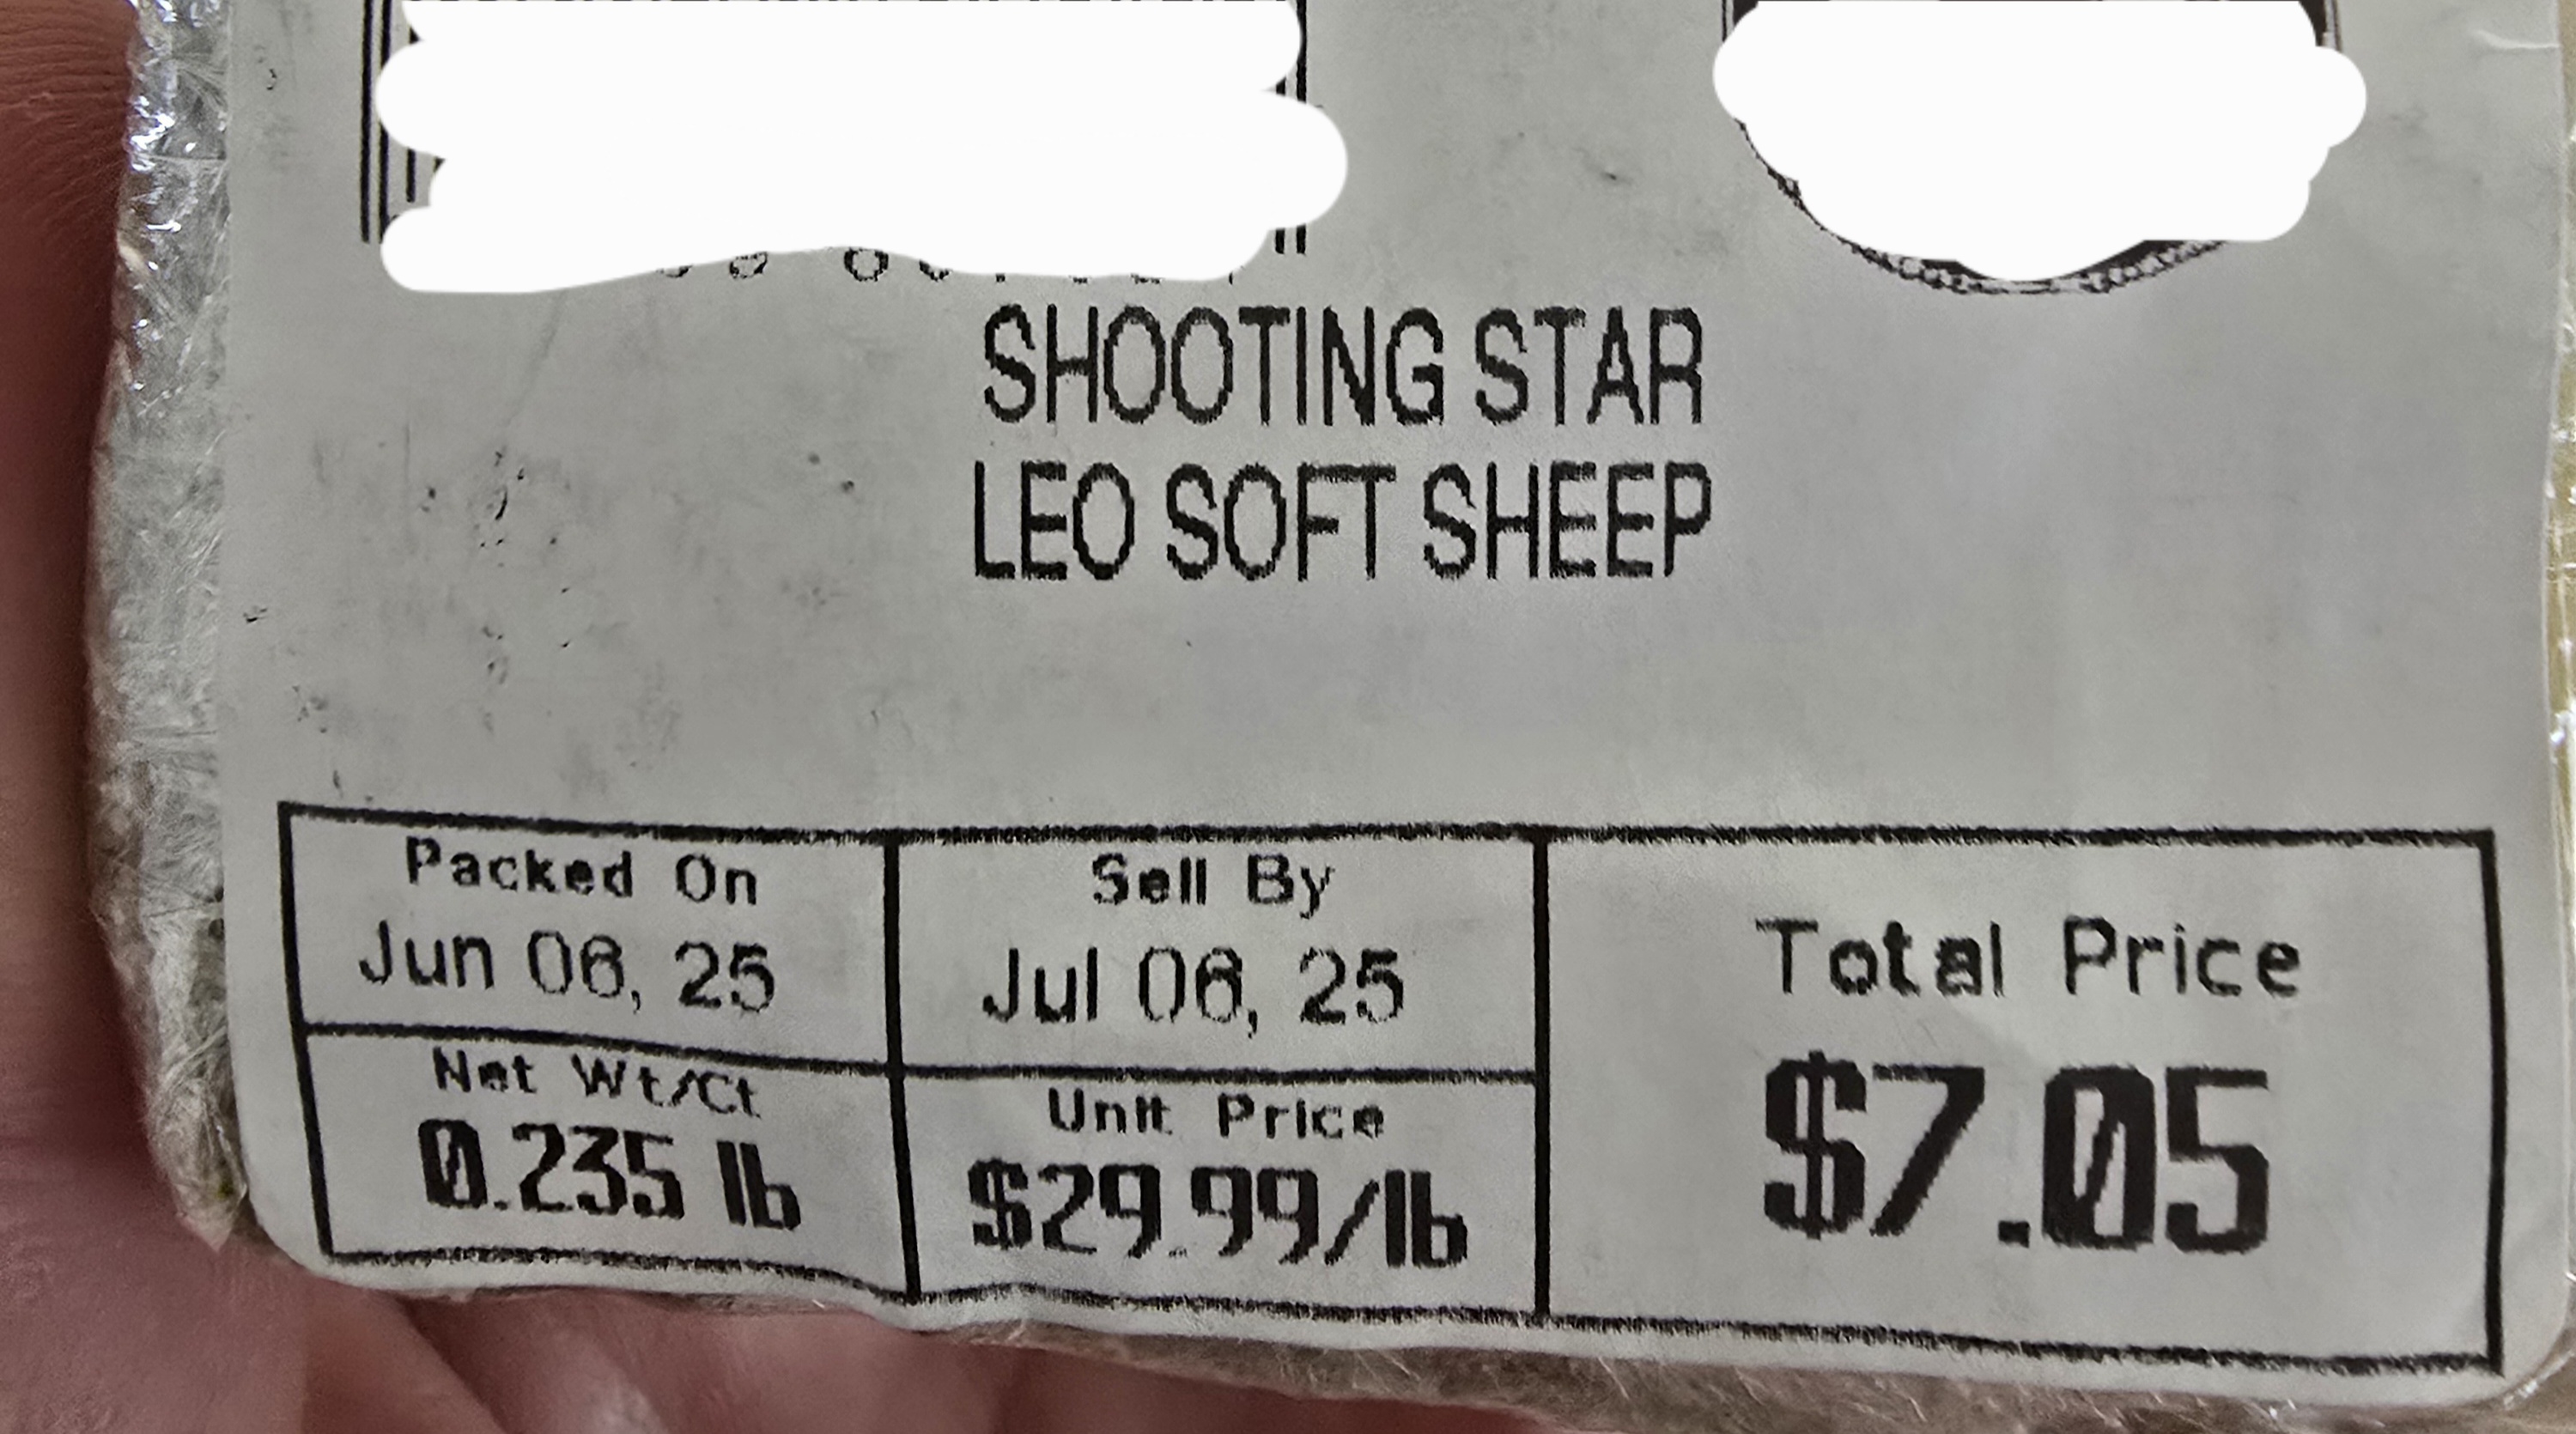 SHOOTING STAR
LEO SOFT SHEEP
Packed On
Jun 06, 25
Sell By
Jul 06, 25
Net Wt/Ct
0.235 lb
Unit Price
$29.99/lb
Total Price
$7.05